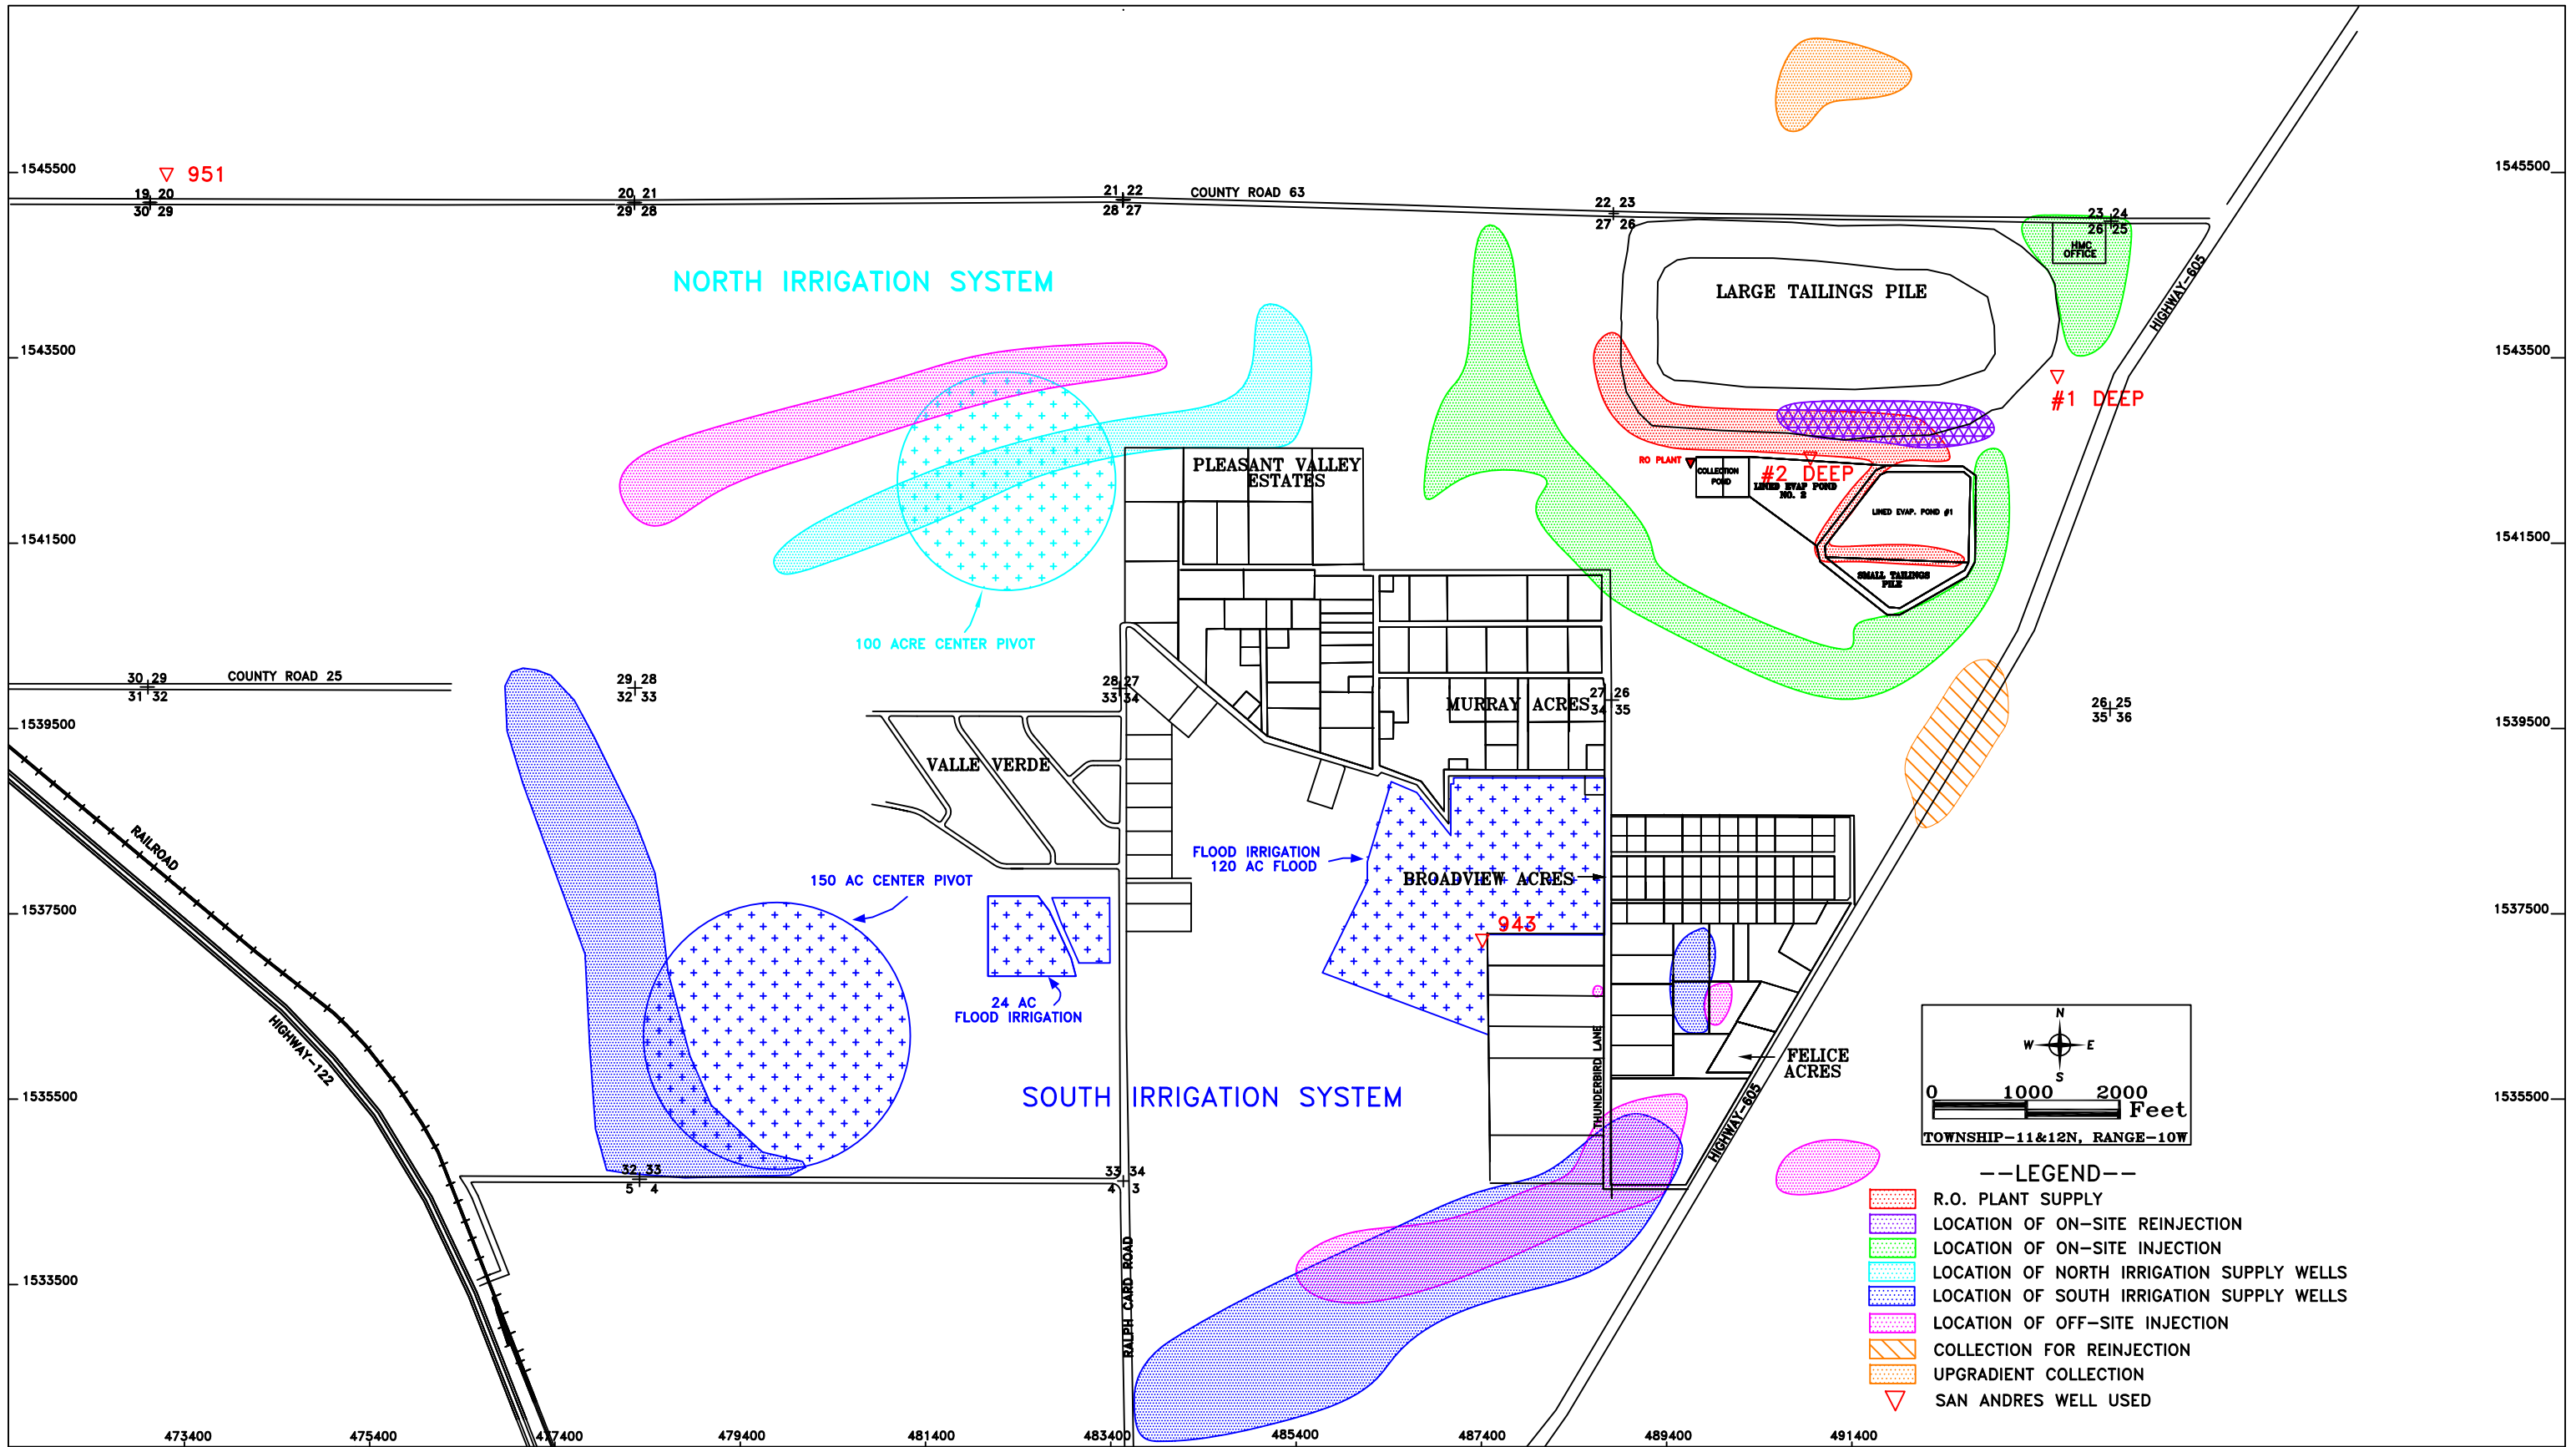 1545500
951
19 20
30 29
20 21
29 28
21 22
28 27
COUNTY ROAD 63
22 23
27 26
23 24
26 25
1545500
HMC
OFFICE
HIGHWAY-605
NORTH IRRIGATION SYSTEM
LARGE TAILINGS PILE
1543500
1543500
#1 DEEP
PLEASANT VALLEY
ESTATES
RO PLANT
COLLECTION
POND
#2 DEEP
LINED EVAP POND
NO. 2
LINED EVAP. POND #1
1541500
1541500
SMALL TAILINGS
PILE
100 ACRE CENTER PIVOT
30 29
31 32
COUNTY ROAD 25
29 28
32 33
28 27
33 34
MURRAY ACRES
27 26
34 35
26 25
35 36
1539500
1539500
VALLE VERDE
RAILROAD
FLOOD IRRIGATION
120 AC FLOOD
BROADVIEW ACRES
150 AC CENTER PIVOT
1537500
1537500
943
24 AC
FLOOD IRRIGATION
HIGHWAY-122
THUNDERBIRD LANE
FELICE
ACRES
SOUTH IRRIGATION SYSTEM
1535500
1535500
HIGHWAY-605
N
W E
S
0 1000 2000
Feet
TOWNSHIP-11&12N, RANGE-10W
32 33
5 4
33 34
4 3
RALPH CARD ROAD
1533500
--LEGEND--
R.O. PLANT SUPPLY
LOCATION OF ON-SITE REINJECTION
LOCATION OF ON-SITE INJECTION
LOCATION OF NORTH IRRIGATION SUPPLY WELLS
LOCATION OF SOUTH IRRIGATION SUPPLY WELLS
LOCATION OF OFF-SITE INJECTION
COLLECTION FOR REINJECTION
UPGRADIENT COLLECTION
SAN ANDRES WELL USED
473400
475400
477400
479400
481400
483400
485400
487400
489400
491400